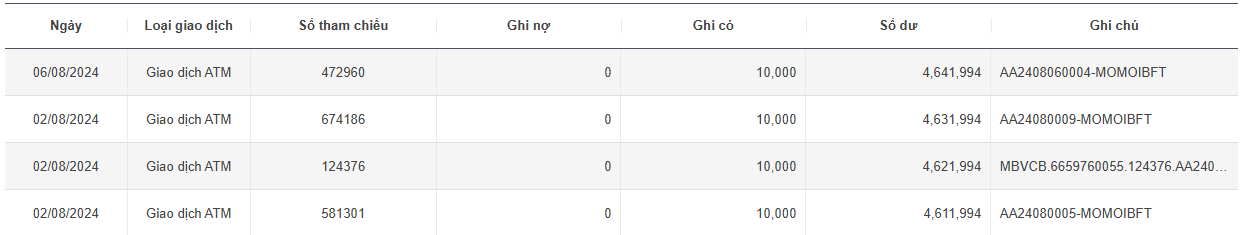 Ngày Loại giao dịch Số tham chiếu Ghi nợ Ghi có Số dư Ghi chú
06/08/2024 Giao dịch ATM 472960 0 10,000 4,641,994 AA2408060004-MOMOIBFT
02/08/2024 Giao dịch ATM 674186 0 10,000 4,631,994 AA24080009-MOMOIBFT
02/08/2024 Giao dịch ATM 124376 0 10,000 4,621,994 MBVCB.6659760055.124376.AA240...
02/08/2024 Giao dịch ATM 581301 0 10,000 4,611,994 AA24080005-MOMOIBFT